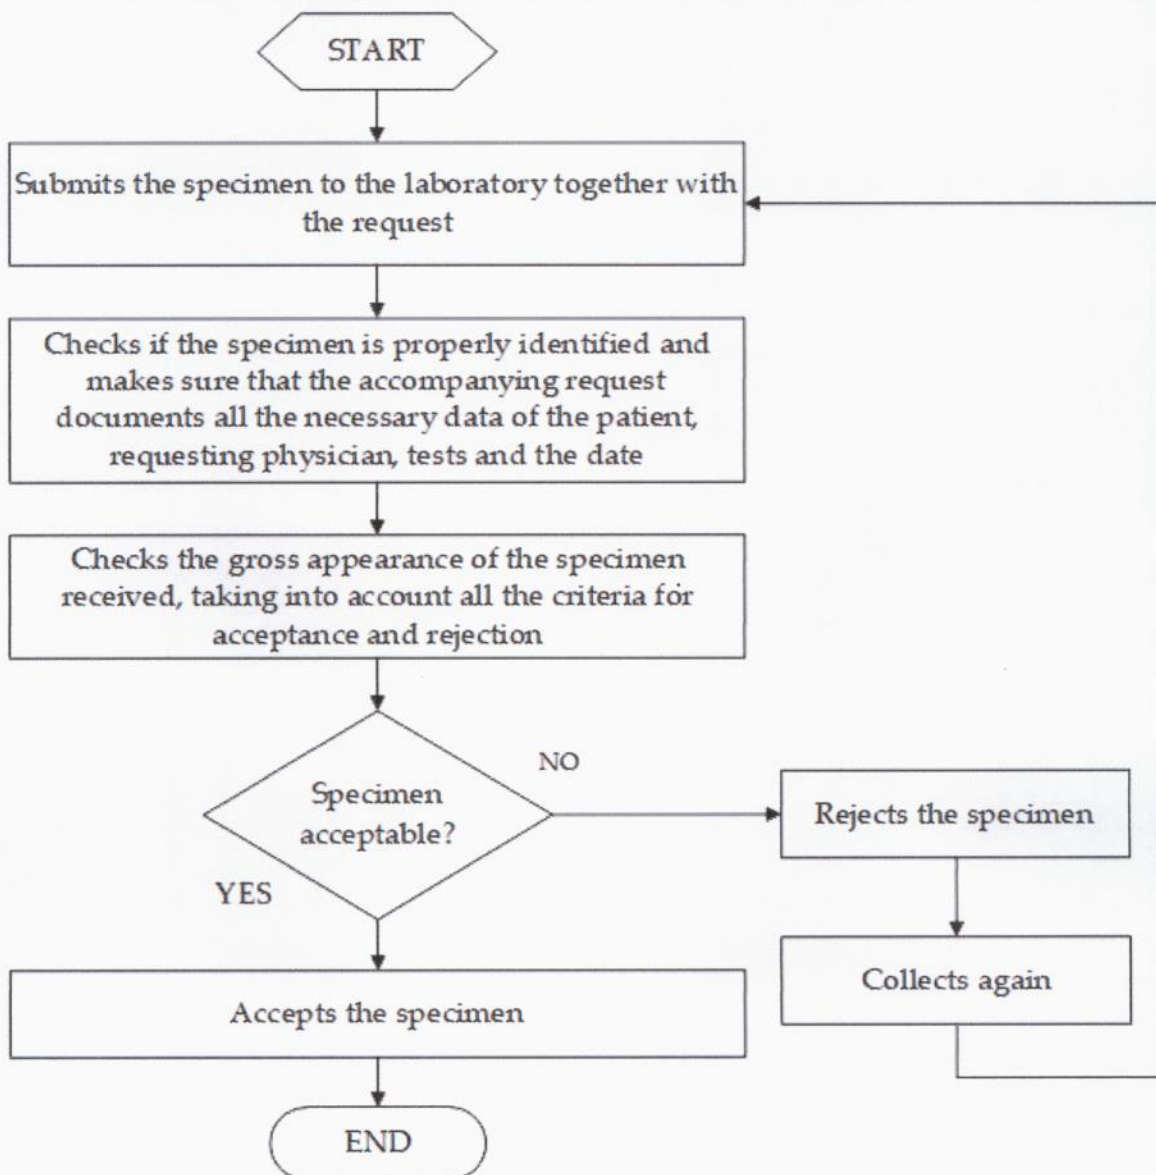 START
Submits the specimen to the laboratory together with
the request
Checks if the specimen is properly identified and
makes sure that the accompanying request
documents all the necessary data of the patient,
requesting physician, tests and the date
Checks the gross appearance of the specimen
received, taking into account all the criteria for
acceptance and rejection
Specimen
acceptable?
NO
YES
Rejects the specimen
Collects again
Accepts the specimen
END